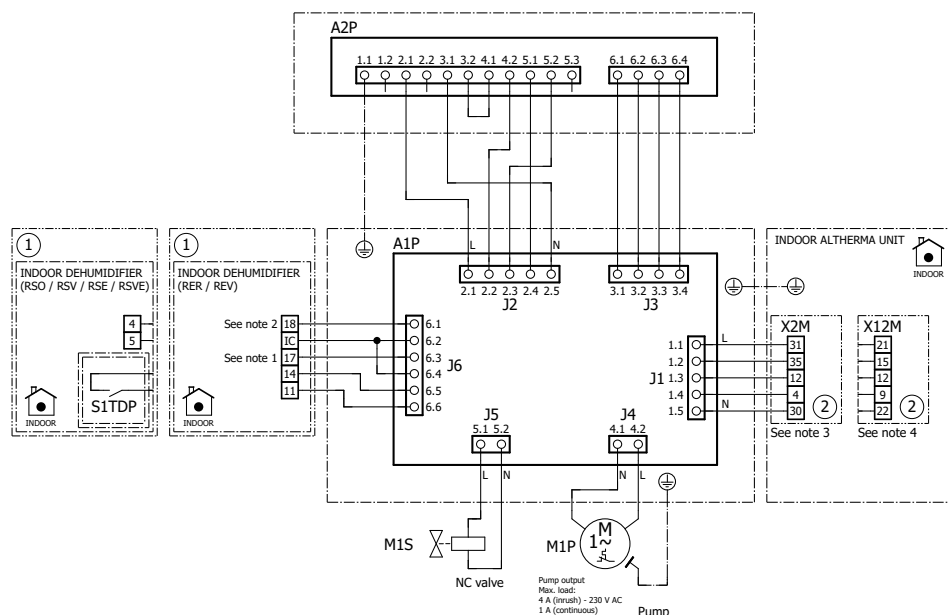 A2P
1.1 1.2 2.1 2.2 3.1 3.2 4.1 4.2 5.1 5.2 5.3 6.1 6.2 6.3 6.4
1
INDOOR DEHUMIDIFIER
(RSO / RSV / RSE / RSVE)
4
5
S1TDP
INDOOR
1
INDOOR DEHUMIDIFIER
(RER / REV)
See note 2 18
IC
See note 1 17
14
11
INDOOR
A1P
L N
2.1 2.2 2.3 2.4 2.5
J2
3.1 3.2 3.3 3.4
J3
6.1
6.2
6.3
6.4
6.5
6.6
J6
1.1
1.2
1.3
1.4
1.5
J1
L
N
J5
5.1 5.2
L N
J4
4.1 4.2
N L
INDOOR ALTHERMA UNIT
INDOOR
X2M
31
35
12
4
30
2
See note 3
X12M
21
15
12
9
22
2
See note 4
M1S
NC valve
M1P
M
1~
Pump output
Max. load:
4 A (inrush) - 230 V AC
1 A (continuous)
Pump